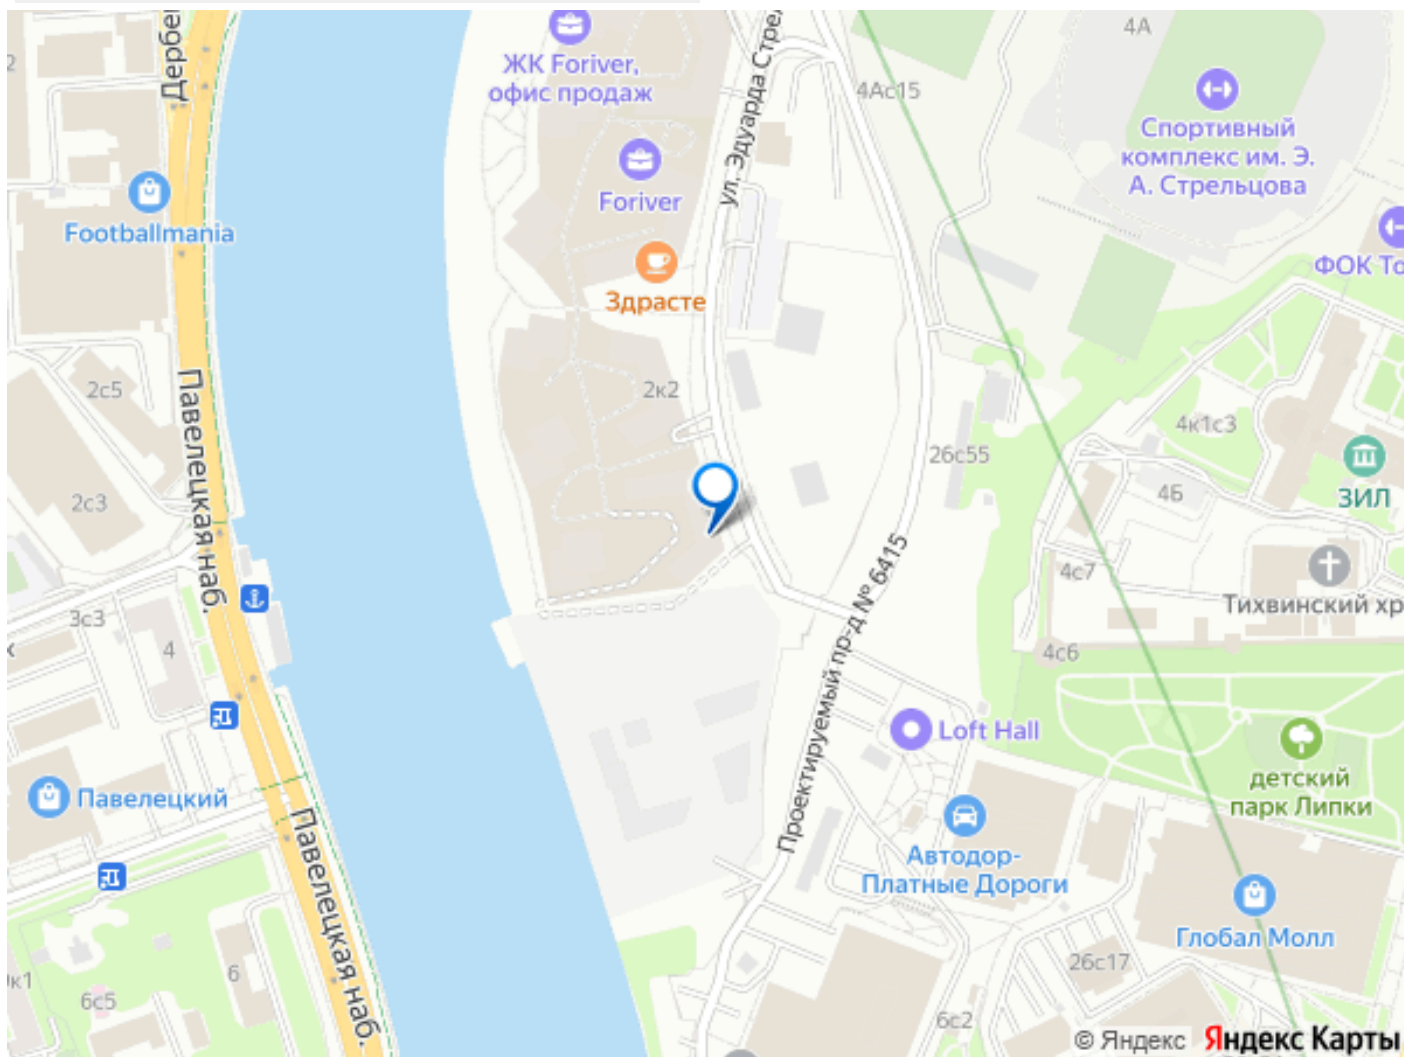 Дербе
2
ЖК Foriver,
офис продаж
ул. Эдуарда Стрел
4А
4Ас15
Спортивный
комплекс им. Э.
А. Стрельцова
Foriver
Footballmania
Здрасте
ФОК То
Павелецкая наб.
2с5
2к2
4к1с3
26с55
ЗИЛ
4Б
2с3
4с7
Тихвинский хр
3с3
х
4
4с6
Проектируемый пр-д № 6415
Loft Hall
детский
парк Липки
Павелецкий
Павелецкая наб.
Автодор-
Платные Дороги
Глобал Молл
26с17
6
6с5
к1
6с2
© Яндекс Яндекс Карты